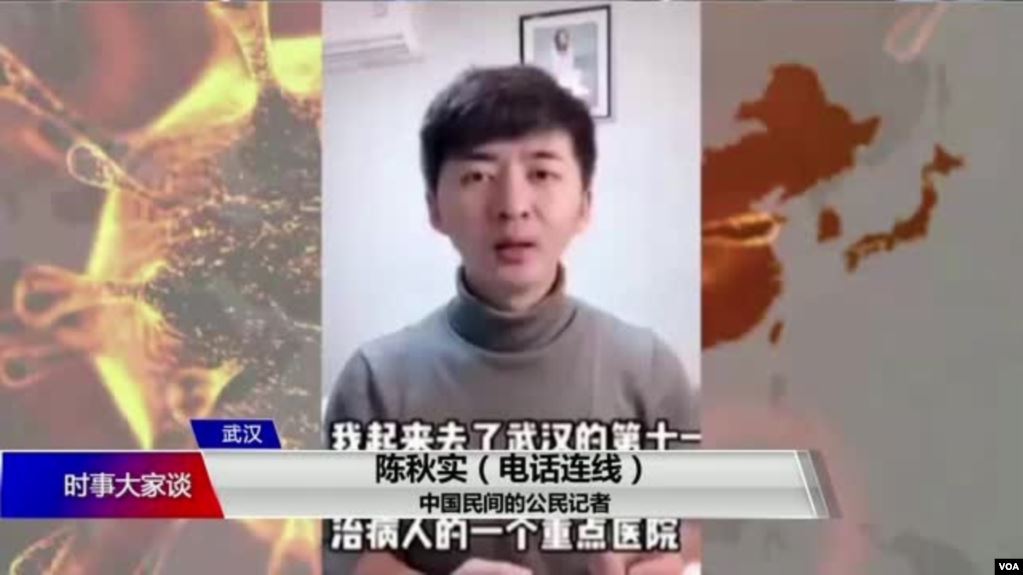 我起来去了武汉的第十一
武汉
时事大家谈
陈秋实（电话连线）
中国民间的公民记者
治病人的一个重点医院
VOA